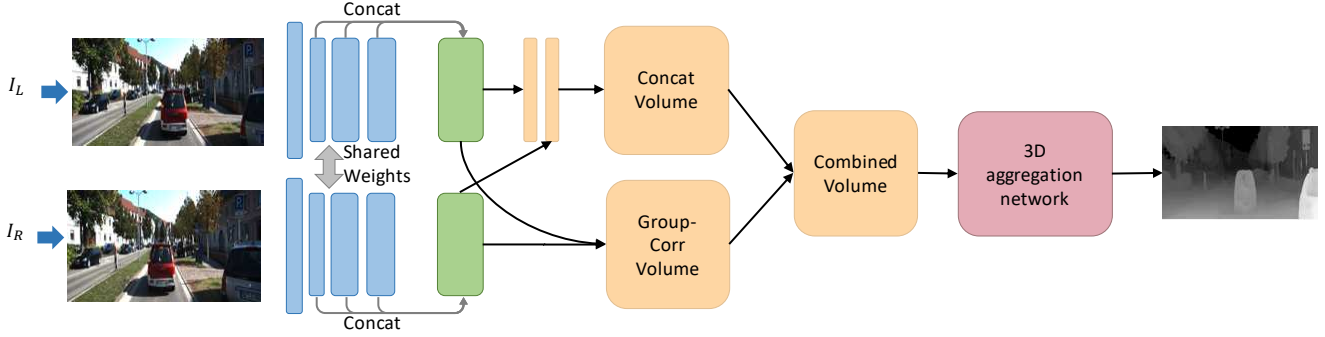 Concat
I_L
Shared
Weights
Concat
Volume
Combined
Volume
3D
aggregation
network
I_R
Group-
Corr
Volume
Concat